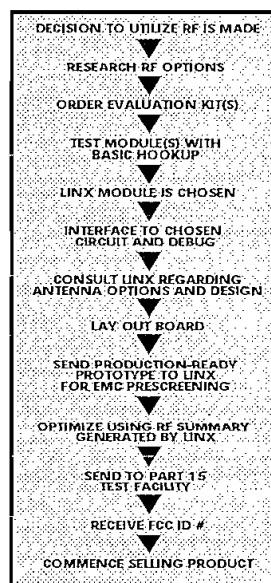 DECISION TO UTILIZE RF IS MADE
RESEARCH RF OPTIONS
ORDER EVALUATION KIT(S)
TEST MODULE(S) WITH
BASIC HOOKUP
LINX MODULE IS CHOSEN
INTERFACE TO CHOSEN
CIRCUIT AND DEBUG
CONSULT LINX REGARDING
ANTENNA OPTIONS AND DESIGN
LAY OUT BOARD
SEND PRODUCTION-READY
PROTOTYPE TO LINX
FOR EMC PRESCREENING
OPTIMIZE USING RF SUMMARY
GENERATED BY LINX
SEND TO PART 15
TEST FACILITY
RECEIVE FCC ID #
COMMENCE SELLING PRODUCT